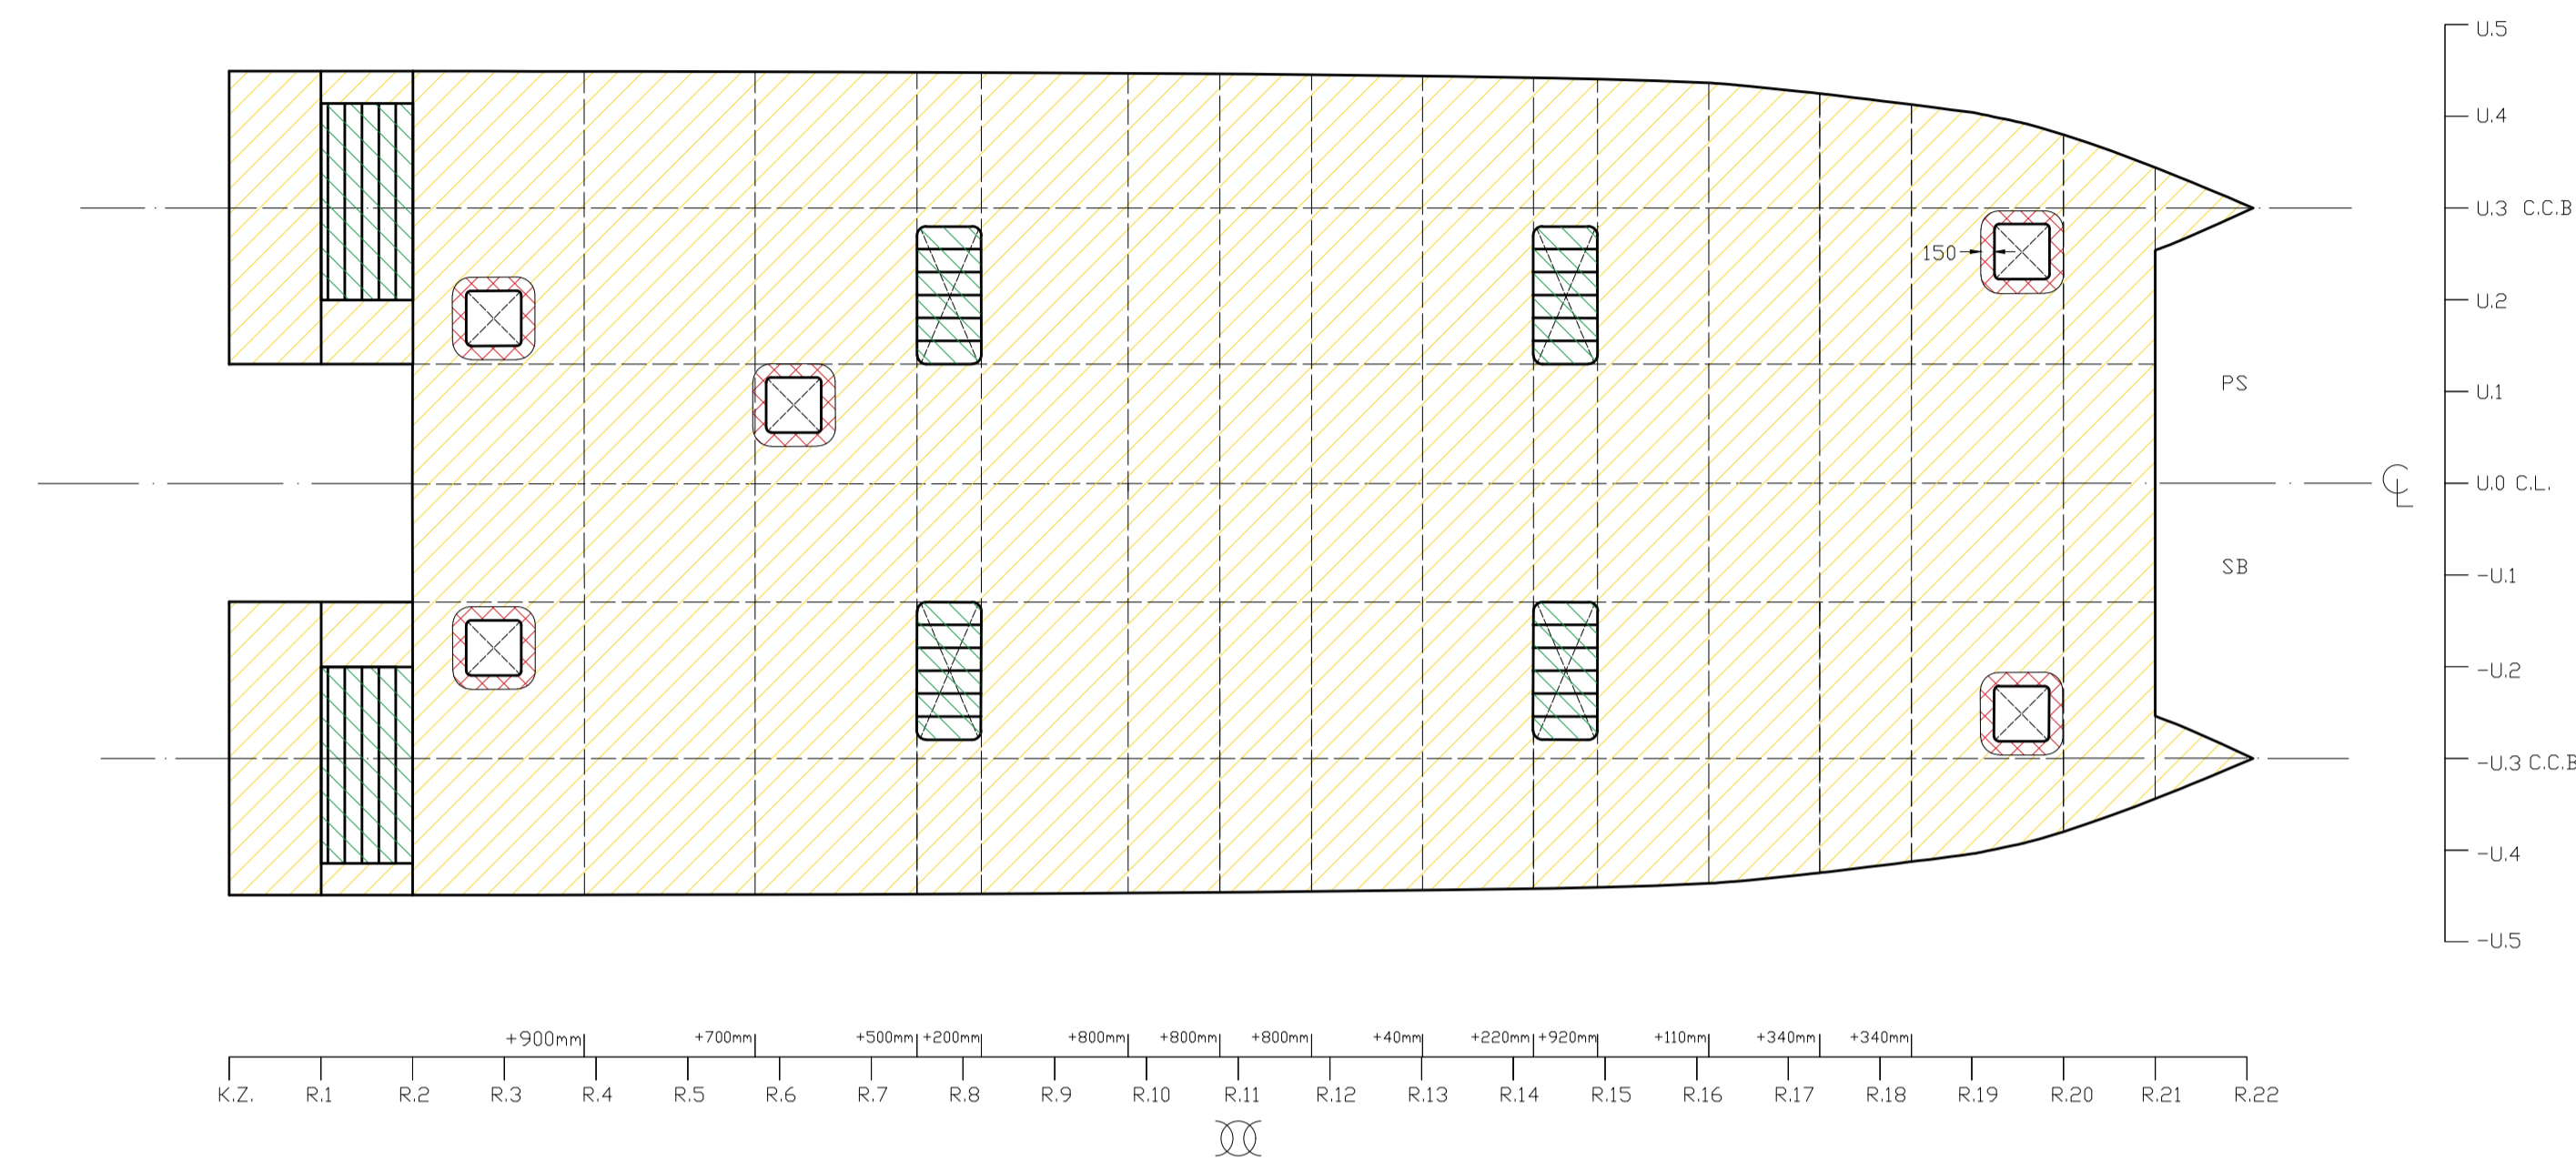 U.5
U.4
U.3 C.C.B
150
U.2
PS
U.1
U.0 C.L.
SB
-U.1
-U.2
-U.3 C.C.B
-U.4
-U.5
+900mm +700mm +500mm +200mm +800mm +800mm +800mm +40mm +220mm +920mm +110mm +340mm +340mm
K.Z. R.1 R.2 R.3 R.4 R.5 R.6 R.7 R.8 R.9 R.10 R.11 R.12 R.13 R.14 R.15 R.16 R.17 R.18 R.19 R.20 R.21 R.22